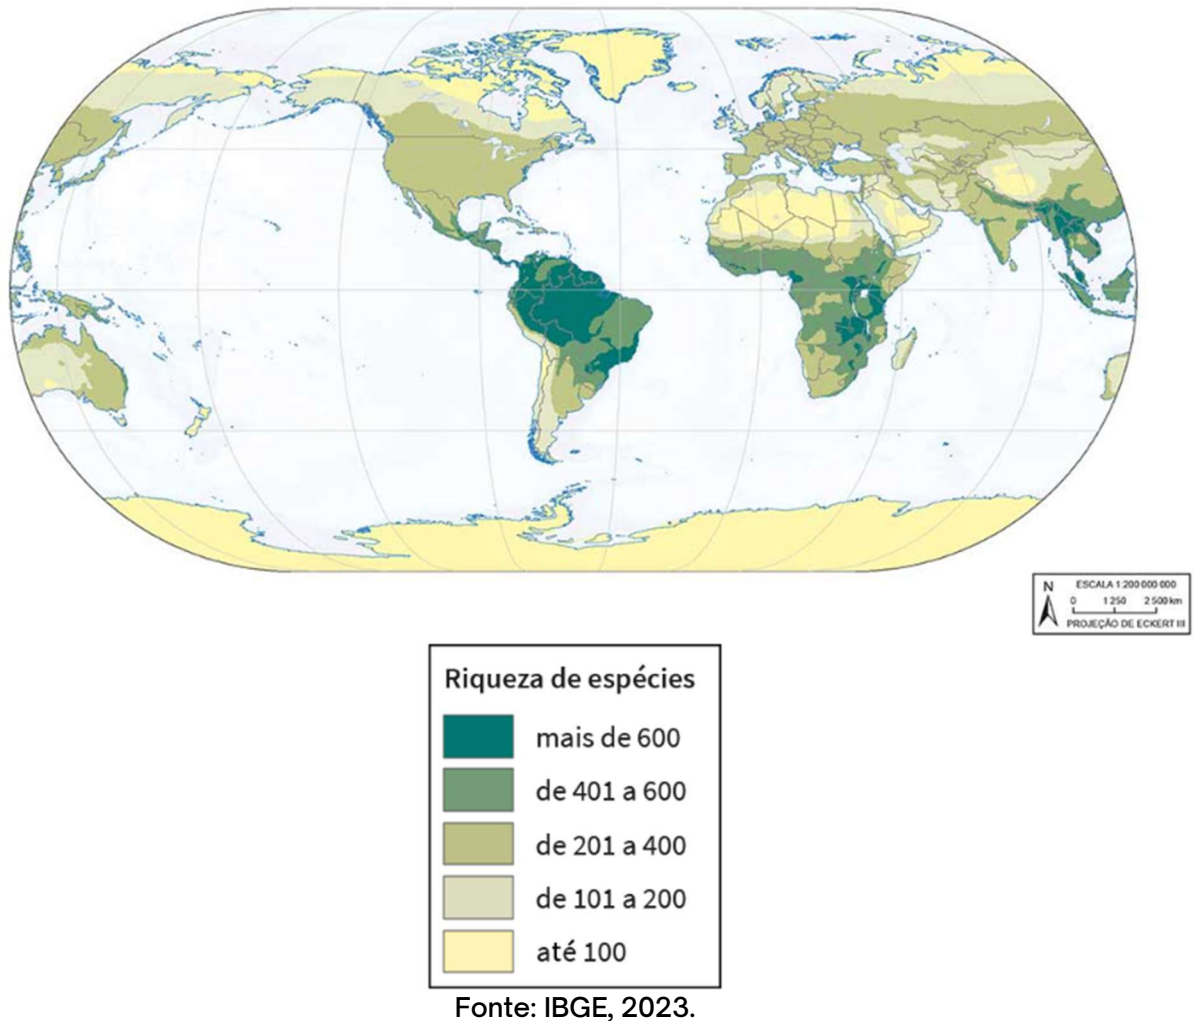 N
ESCALA 1:200 000 000
0 1 250 2 500 km
PROJEÇÃO DE ECKERT III
Riqueza de espécies
mais de 600
de 401 a 600
de 201 a 400
de 101 a 200
até 100
Fonte: IBGE, 2023.